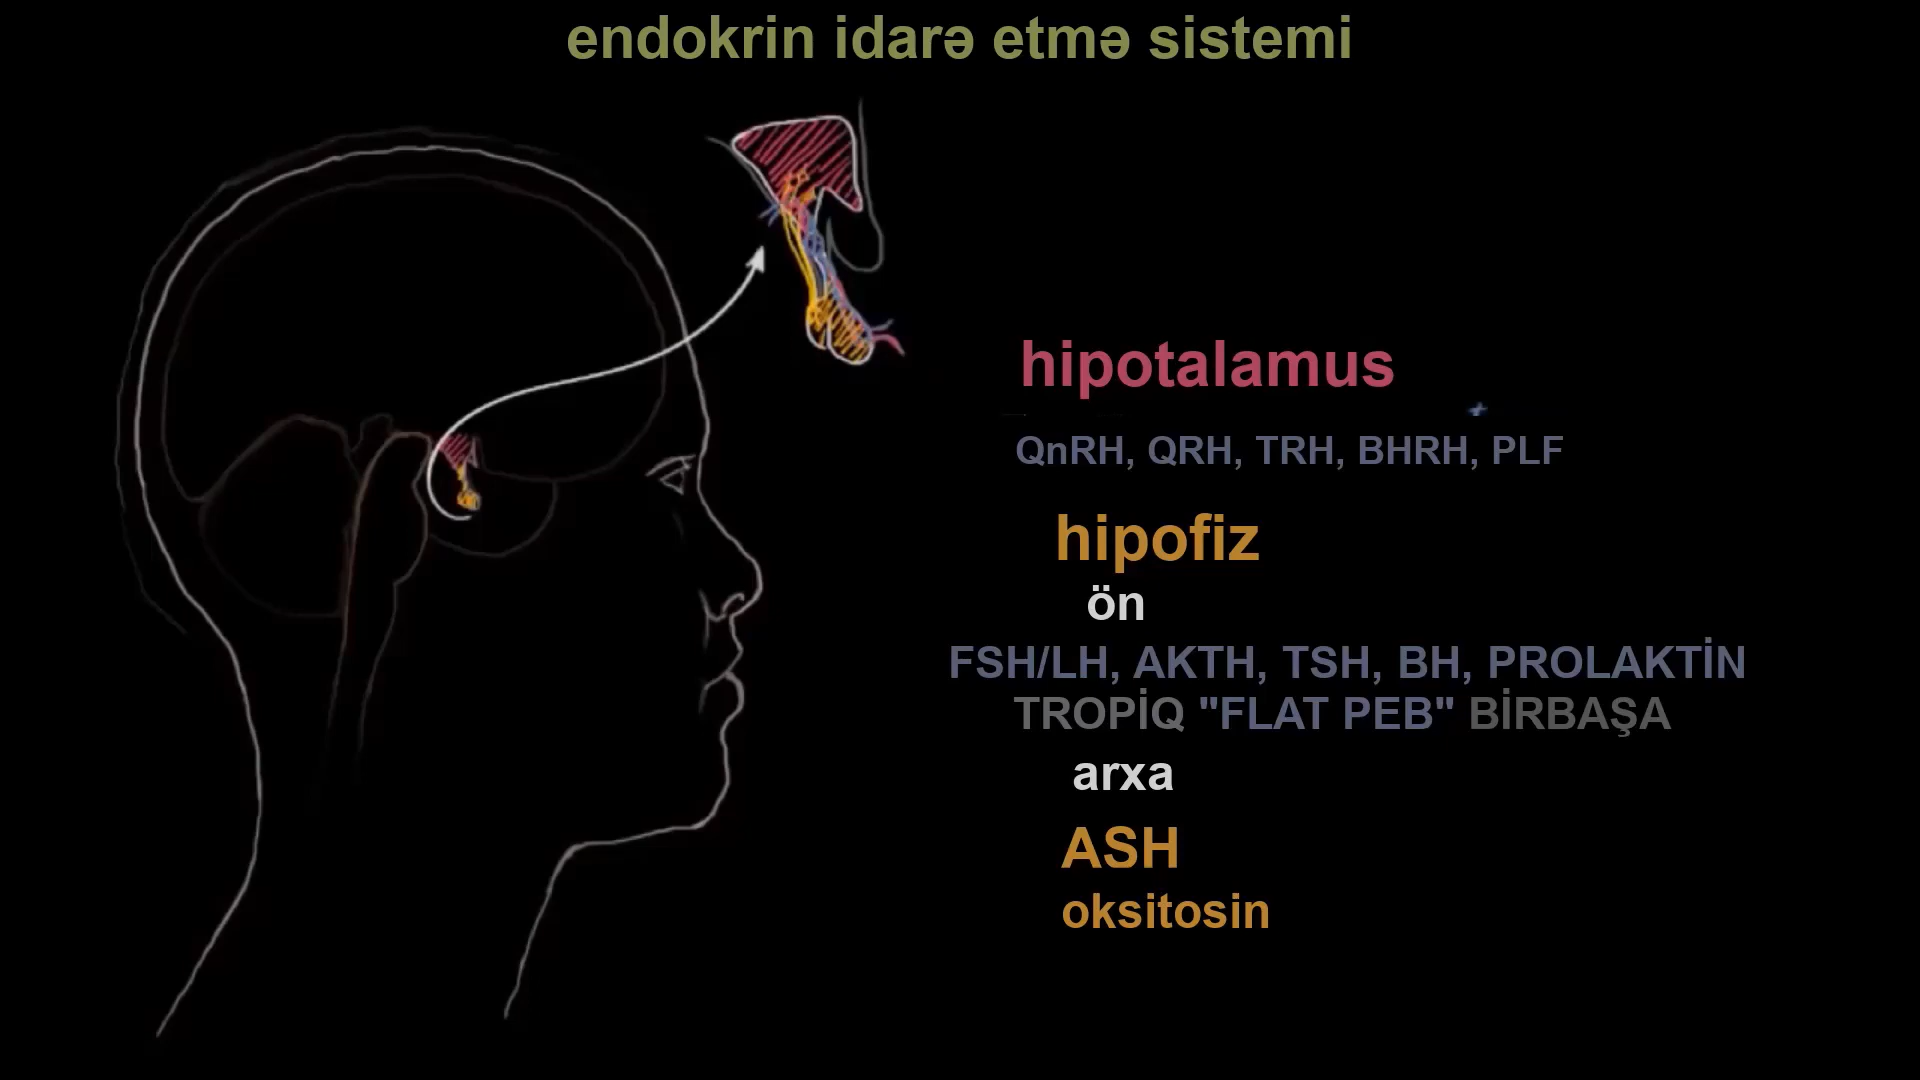 endokrin idarə etmə sistemi
hipotalamus
QnRH, QRH, TRH, BHRH, PLF
hipofiz
ön
FSH/LH, AKTH, TSH, BH, PROLAKTİN
TROPİQ "FLAT PEB" BİRBAŞA
arxa
ASH
oksitosin